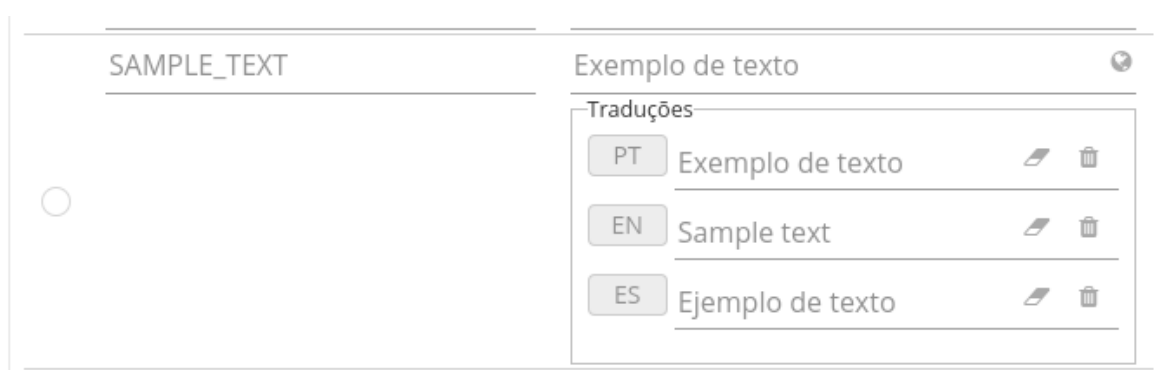 SAMPLE_TEXT Exemplo de texto
Traduções
PT Exemplo de texto
EN Sample text
ES Ejemplo de texto